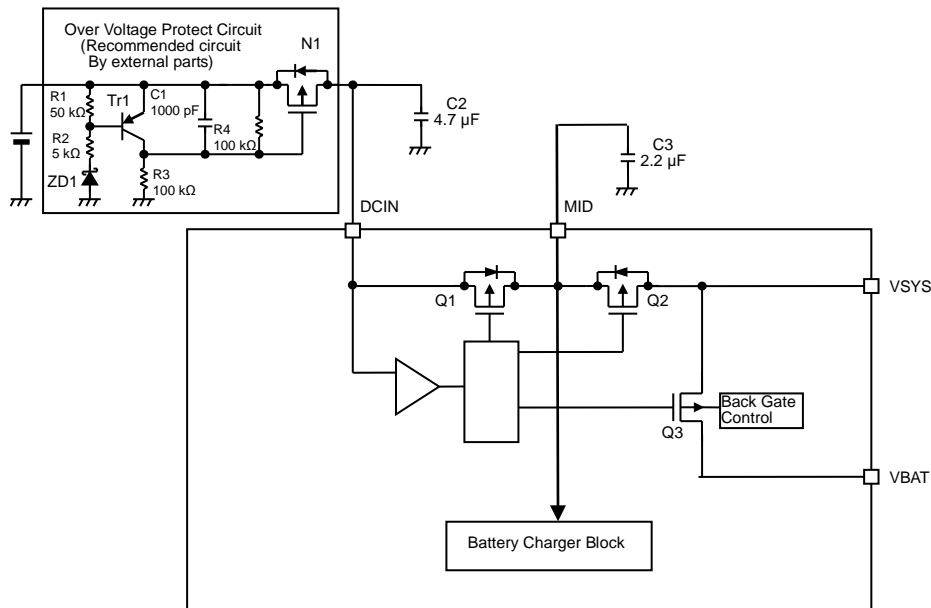 Over Voltage Protect Circuit
(Recommended circuit
By external parts)
N1
R1
50 kΩ
Tr1
C1
1000 pF
R4
100 kΩ
R2
5 kΩ
ZD1
R3
100 kΩ
C2
4.7 µF
C3
2.2 µF
DCIN
MID
Q1
Q2
VSYS
Back Gate
Control
Q3
VBAT
Battery Charger Block